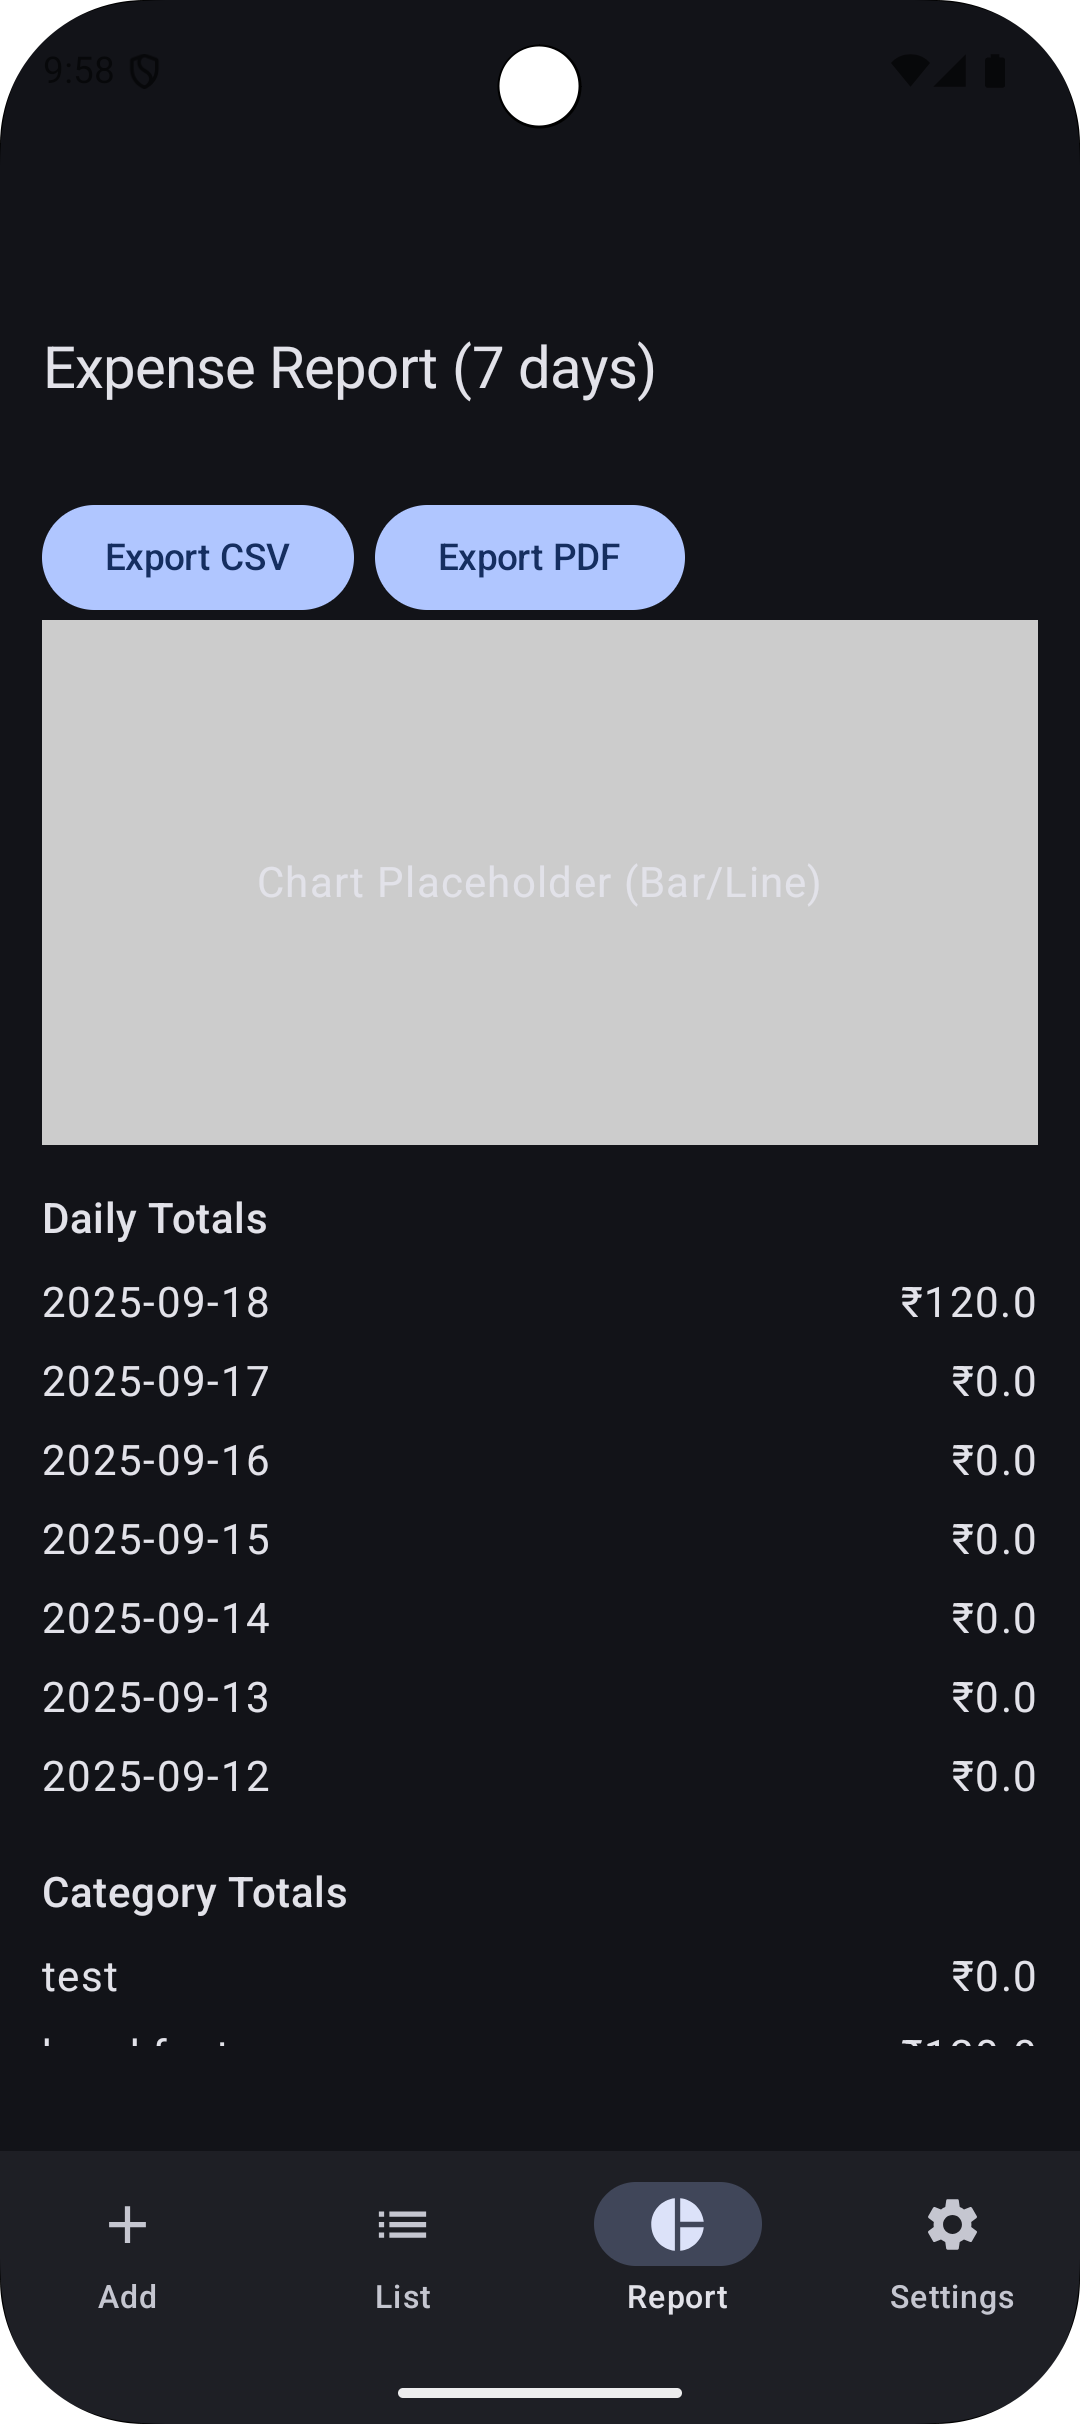 9:58
Expense Report (7 days)
Export CSV Export PDF
Chart Placeholder (Bar/Line)
Daily Totals
2025-09-18 ₹120.0
2025-09-17 ₹0.0
2025-09-16 ₹0.0
2025-09-15 ₹0.0
2025-09-14 ₹0.0
2025-09-13 ₹0.0
2025-09-12 ₹0.0
Category Totals
test ₹0.0
Add List Report Settings